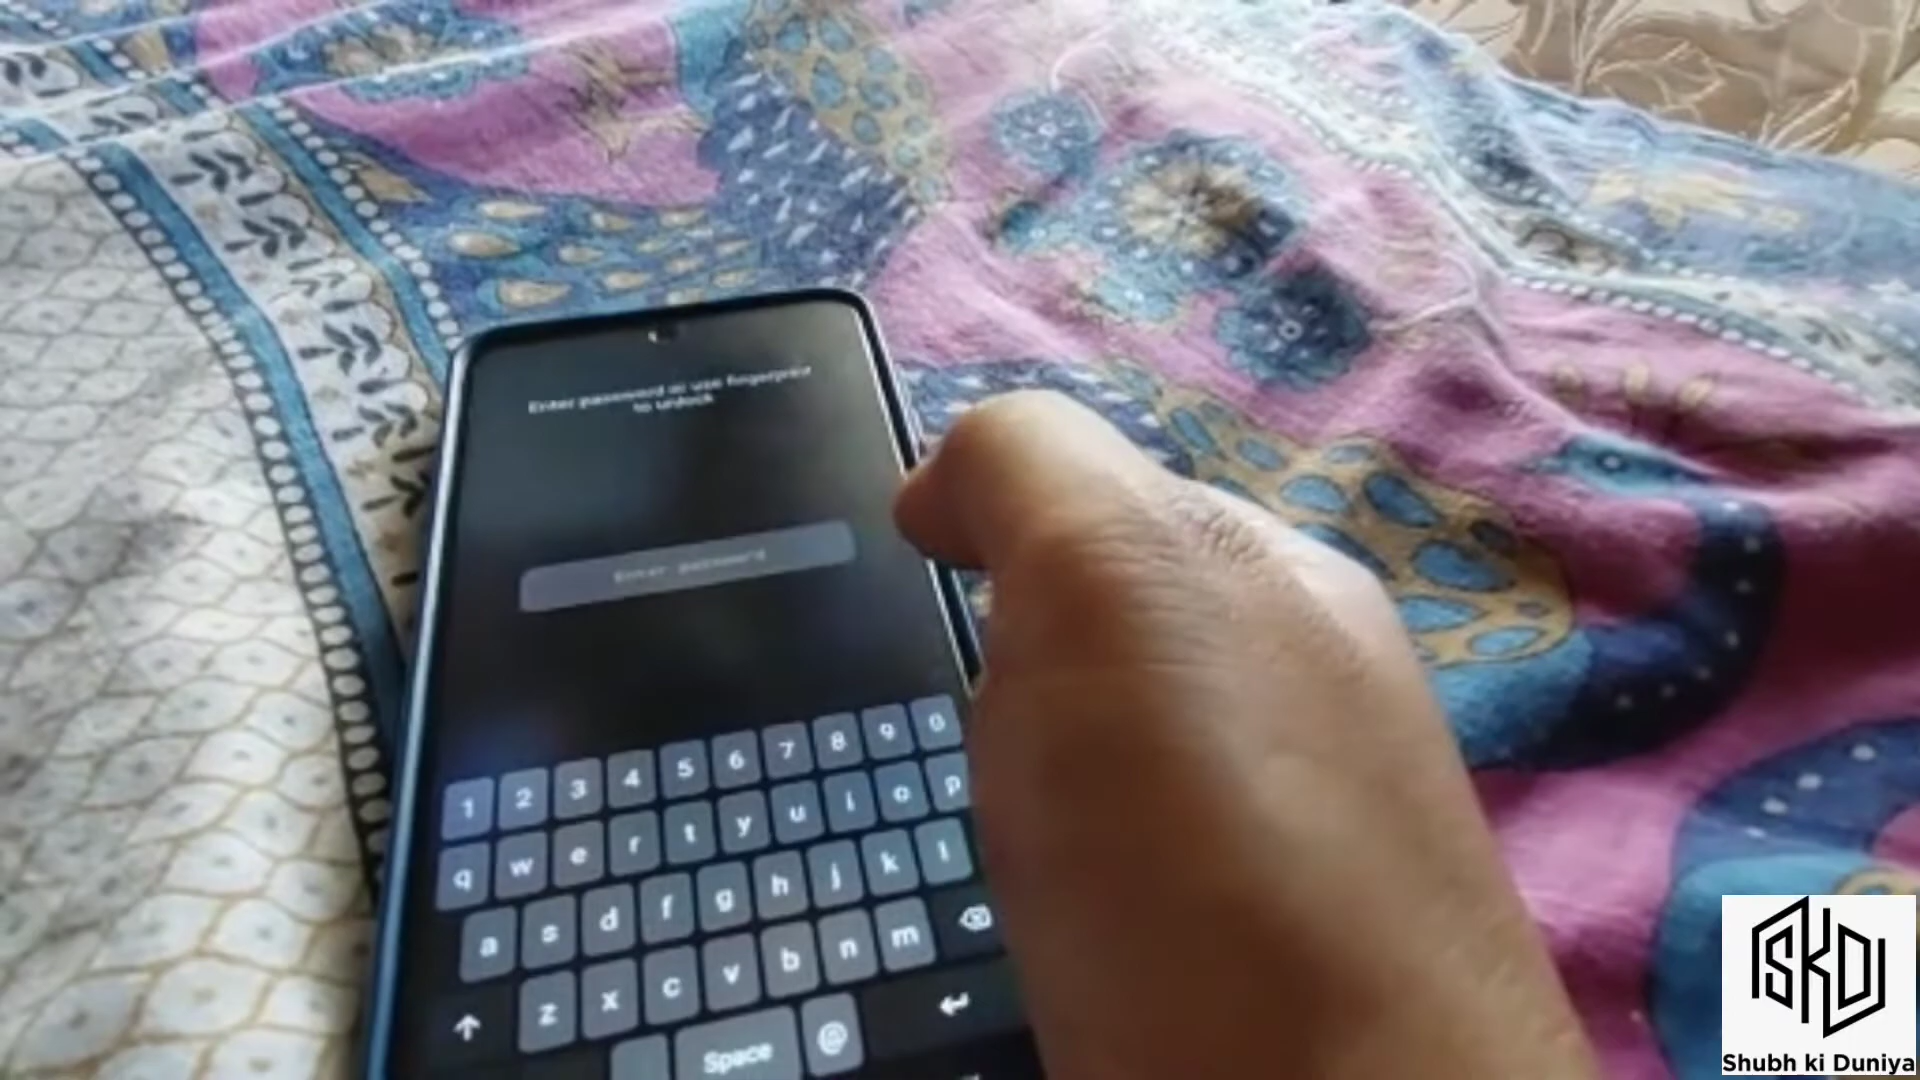 Enter password or use fingerprint
to unlock
Enter password
1 2 3 4 5 6 7 8 9 0
q w e r t y u i o p
a s d f g h j k l
z x c v b n m
Space @
SKD
Shubh ki Duniya